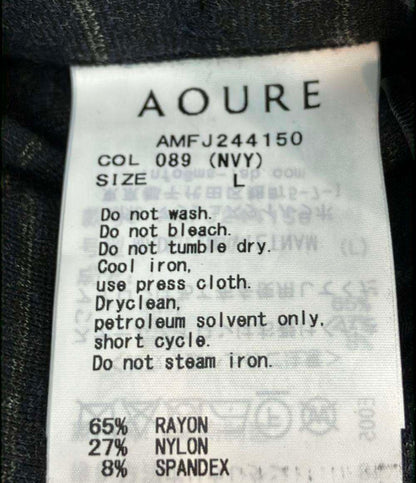 AOURE
AMFJ244150
COL 089 (NVY)
SIZE L
Do not wash.
Do not bleach.
Do not tumble dry.
Cool iron,
use press cloth.
Dryclean,
petroleum solvent only,
short cycle.
Do not steam iron.
65% RAYON
27% NYLON
8% SPANDEX